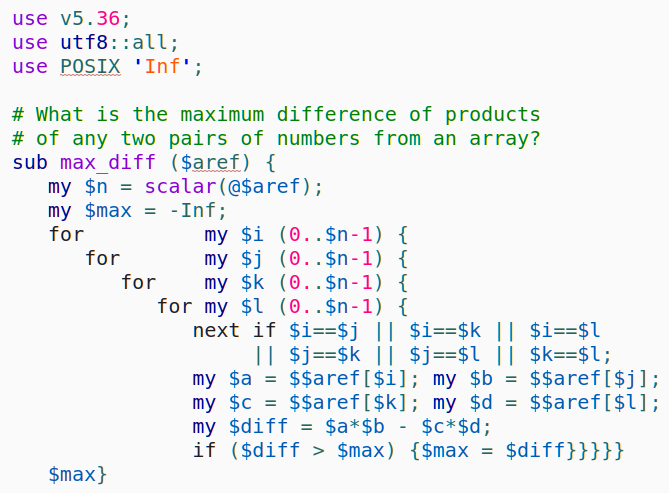 use v5.36;
use utf8::all;
use POSIX 'Inf';

# What is the maximum difference of products
# of any two pairs of numbers from an array?
sub max_diff ($aref) {
   my $n = scalar(@$aref);
   my $max = -Inf;
   for          my $i (0..$n-1) {
      for       my $j (0..$n-1) {
         for    my $k (0..$n-1) {
            for my $l (0..$n-1) {
               next if $i==$j || $i==$k || $i==$l
                    || $j==$k || $j==$l || $k==$l;
               my $a = $$aref[$i]; my $b = $$aref[$j];
               my $c = $$aref[$k]; my $d = $$aref[$l];
               my $diff = $a*$b - $c*$d;
               if ($diff > $max) {$max = $diff}}}}}
   $max}